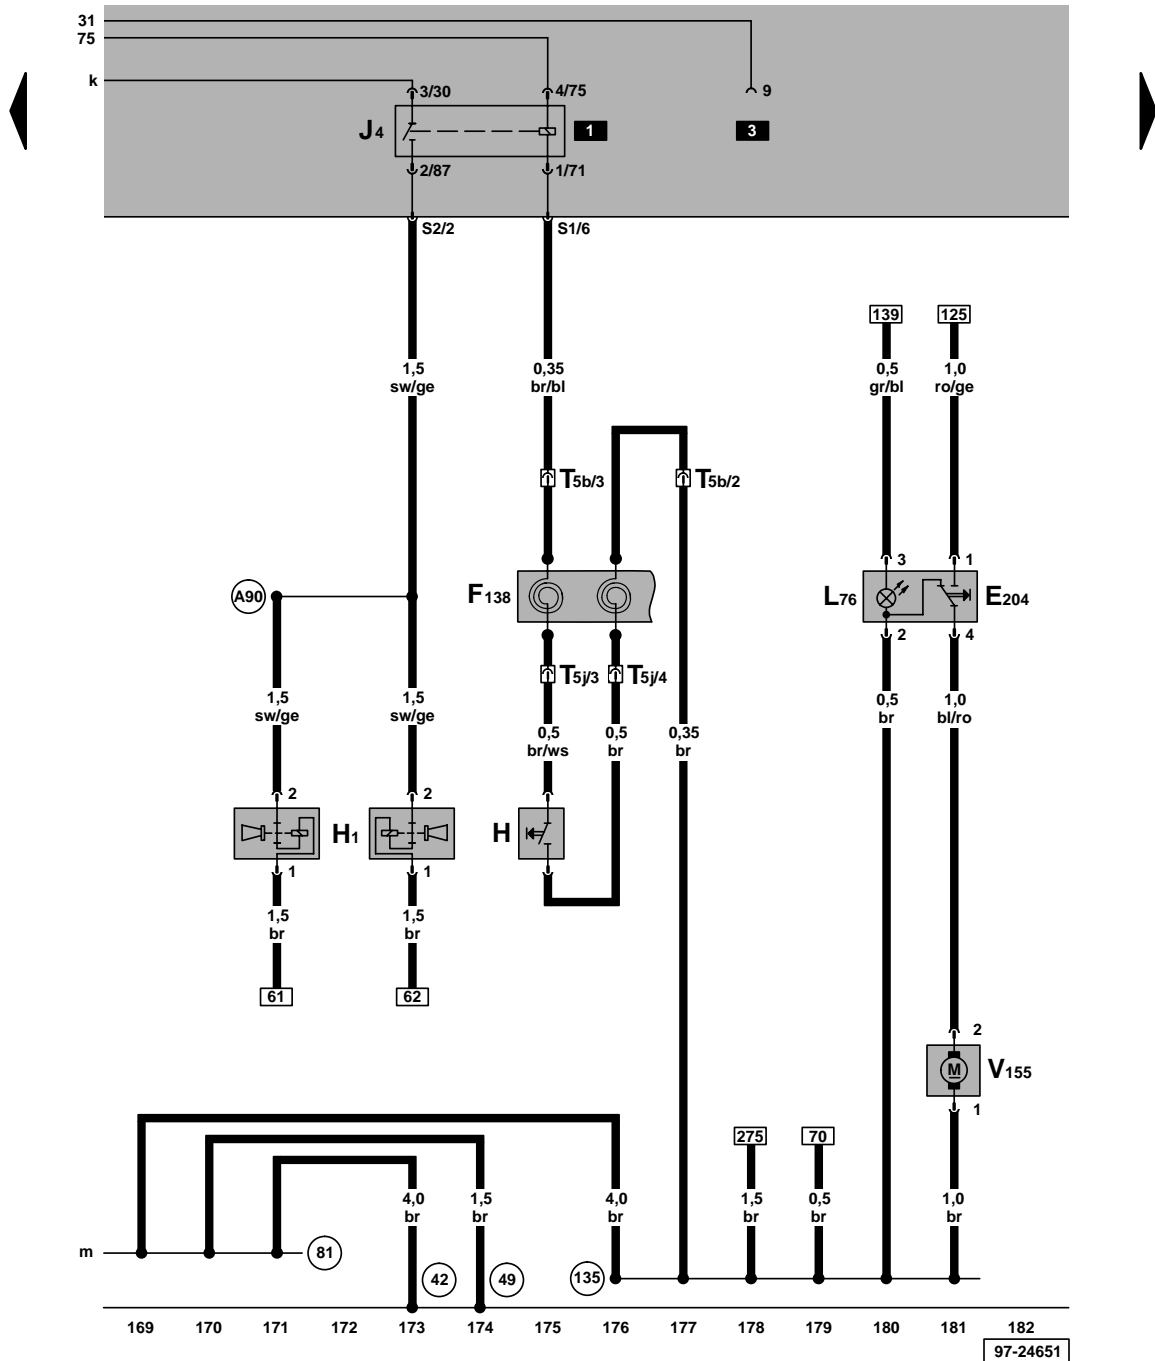 31
75
k
3/30 4/75 9
J4 1 3
2/87 1/71
S2/2 S1/6
139 125
1,5 0,35 0,5 1,0
sw/ge br/bl gr/bl ro/ge
T5b/3 T5b/2
3 1
A90 F138 L76 E204
2 4
T5j/3 T5j/4
1,5 1,5 0,5 1,0
sw/ge sw/ge br bl/ro
0,5 0,5 0,35
br/ws br br
2 2
H1 H
1 1
1,5 1,5
br br
61 62
2
M V155
1
275 70
4,0 1,5 4,0 1,5 0,5 1,0
br br br br br br
m 81
42 49 135
169 170 171 172 173 174 175 176 177 178 179 180 181 182
97-24651